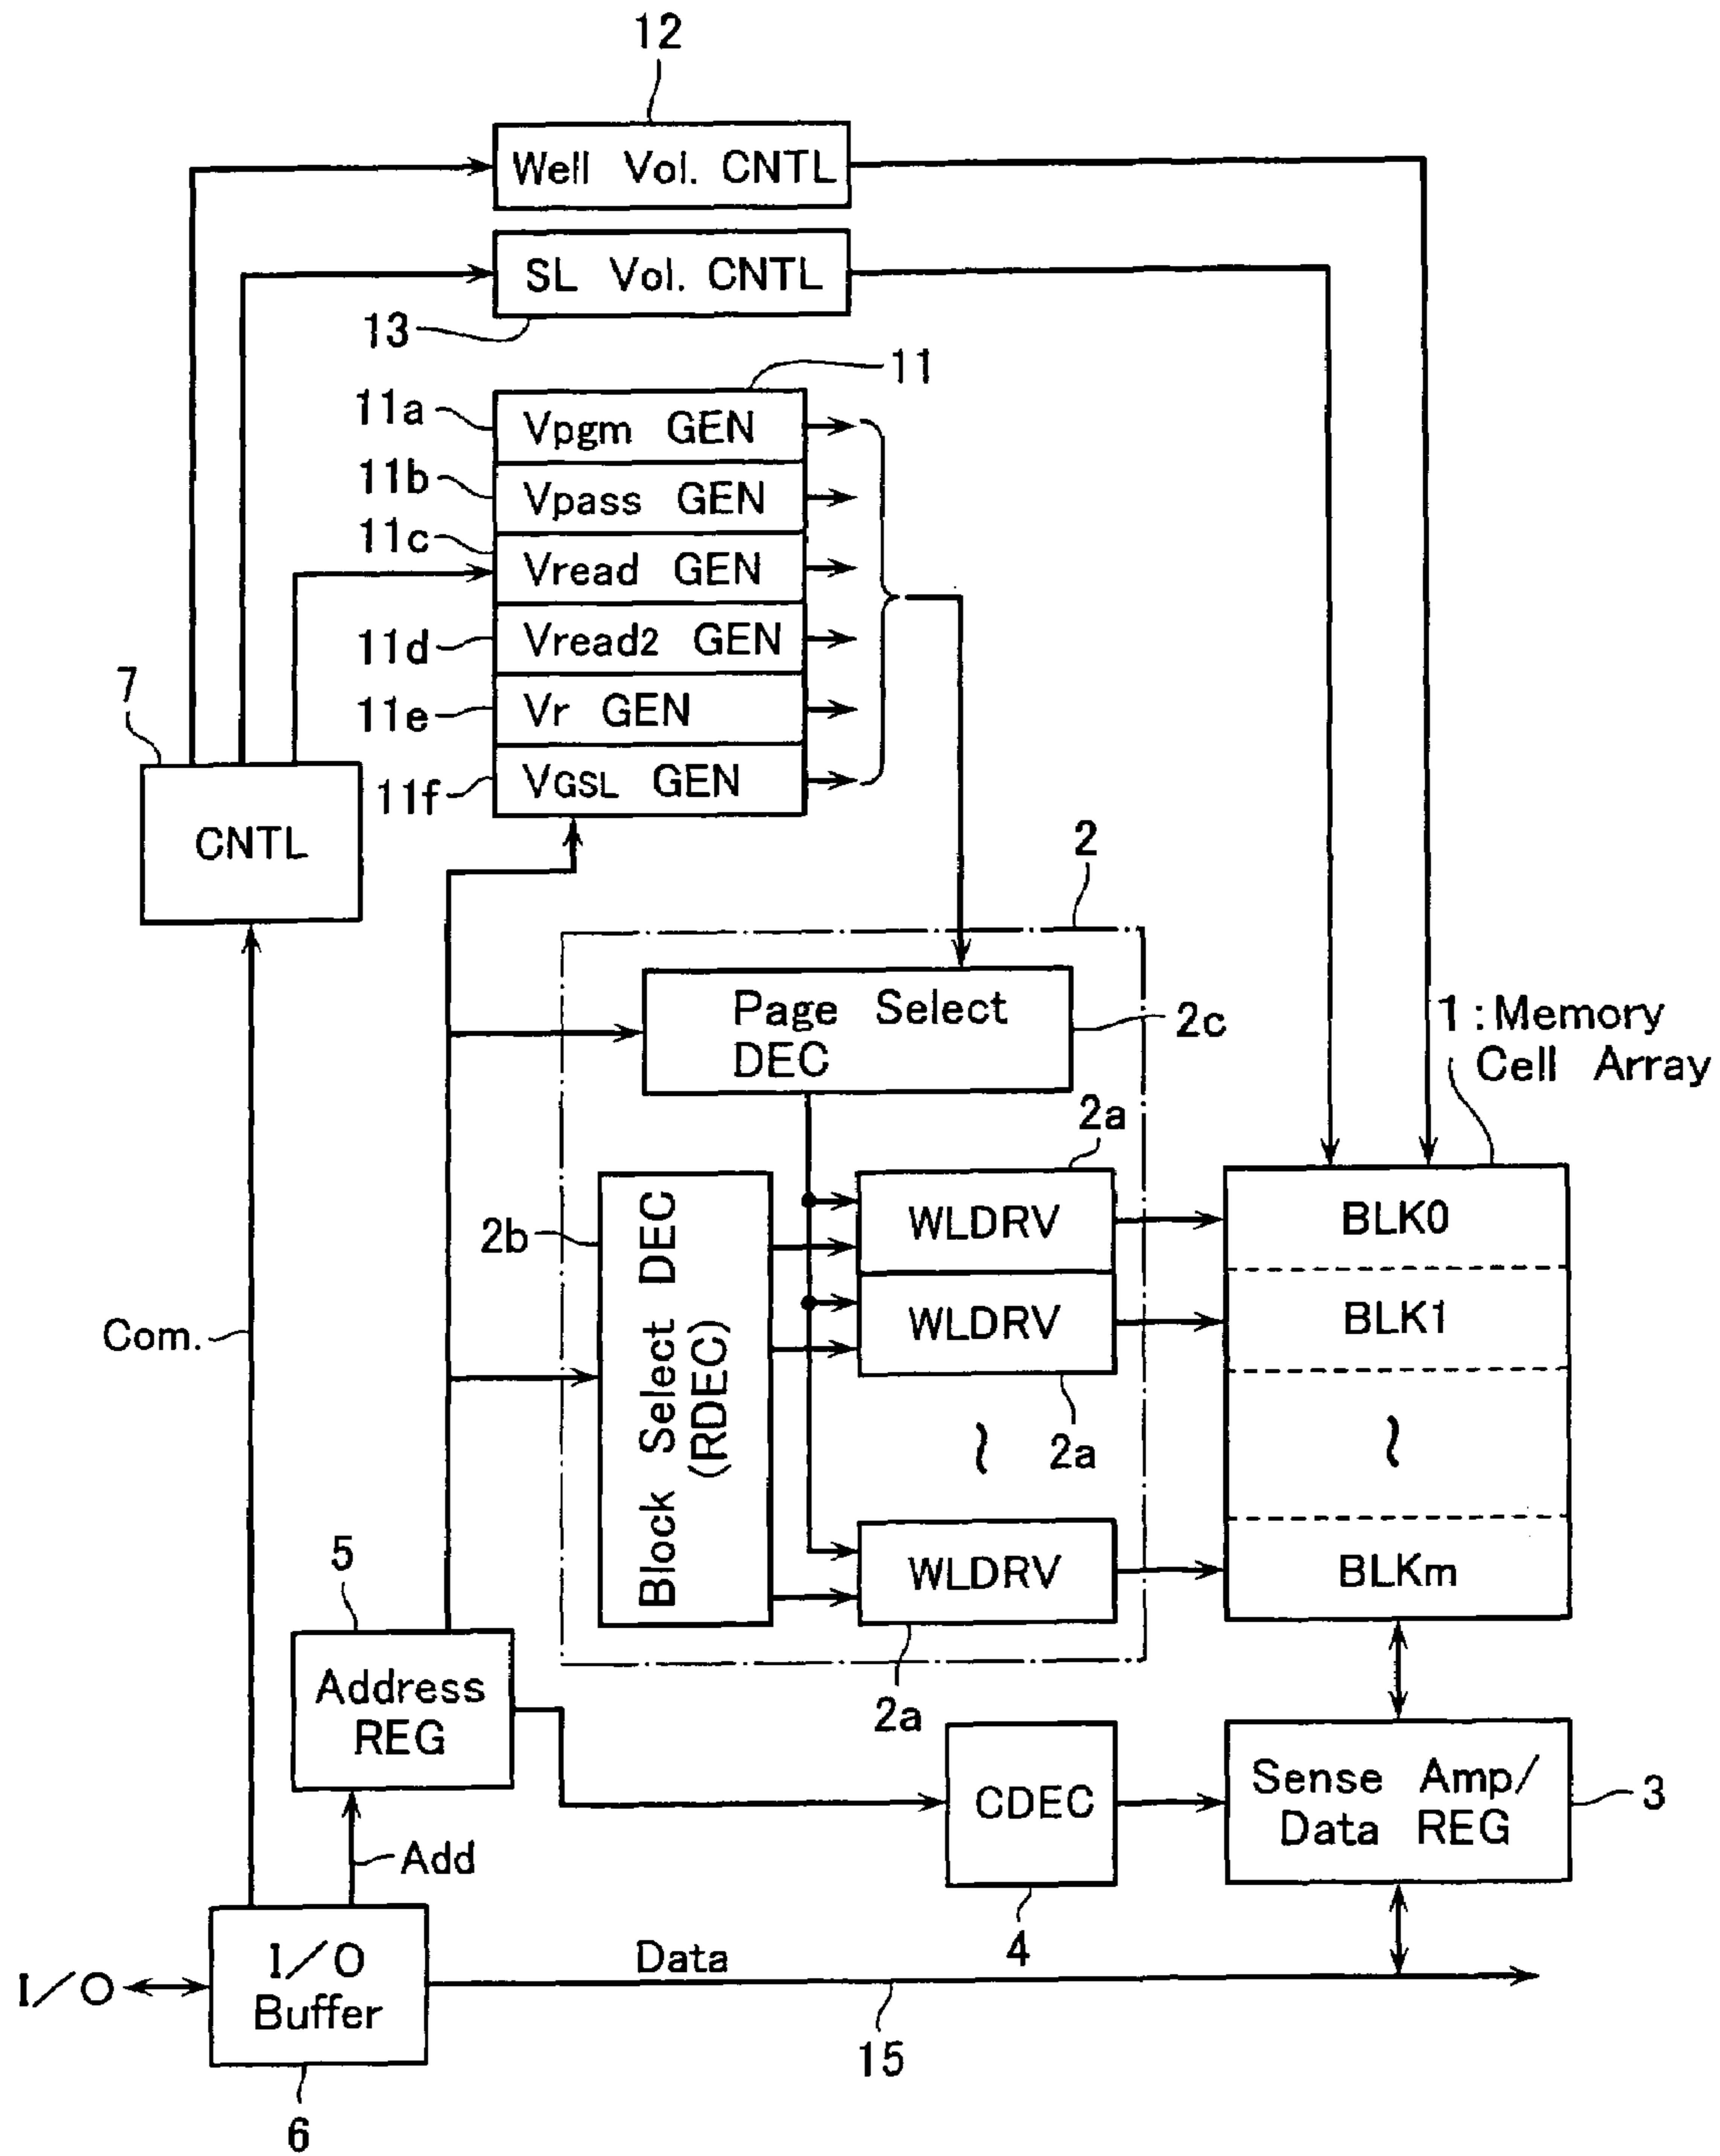 12
Well Vol. CNTL
SL Vol. CNTL
13
11
11a
Vpgm GEN
11b
Vpass GEN
11c
Vread GEN
11d
Vread2 GEN
11e
Vr GEN
11f
VGSL GEN
7
CNTL
2
Page Select
DEC
2c
1 : Memory
Cell Array
2a
2b
Block Select DEC
(RDEC)
WLDRV
BLK0
WLDRV
BLK1
2a
~
~
WLDRV
BLKm
2a
Com.
5
Address
REG
CDEC
4
Sense Amp/
Data REG
3
Add
I/O
I/O
Buffer
6
Data
15